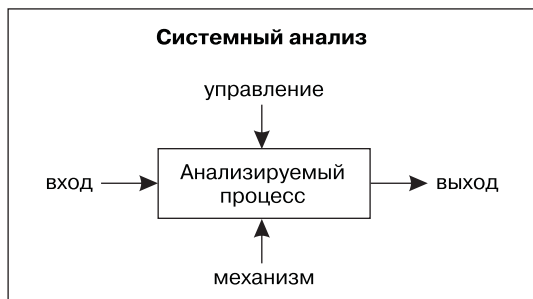 Системный анализ
управление
вход
Анализируемый
процесс
выход
механизм